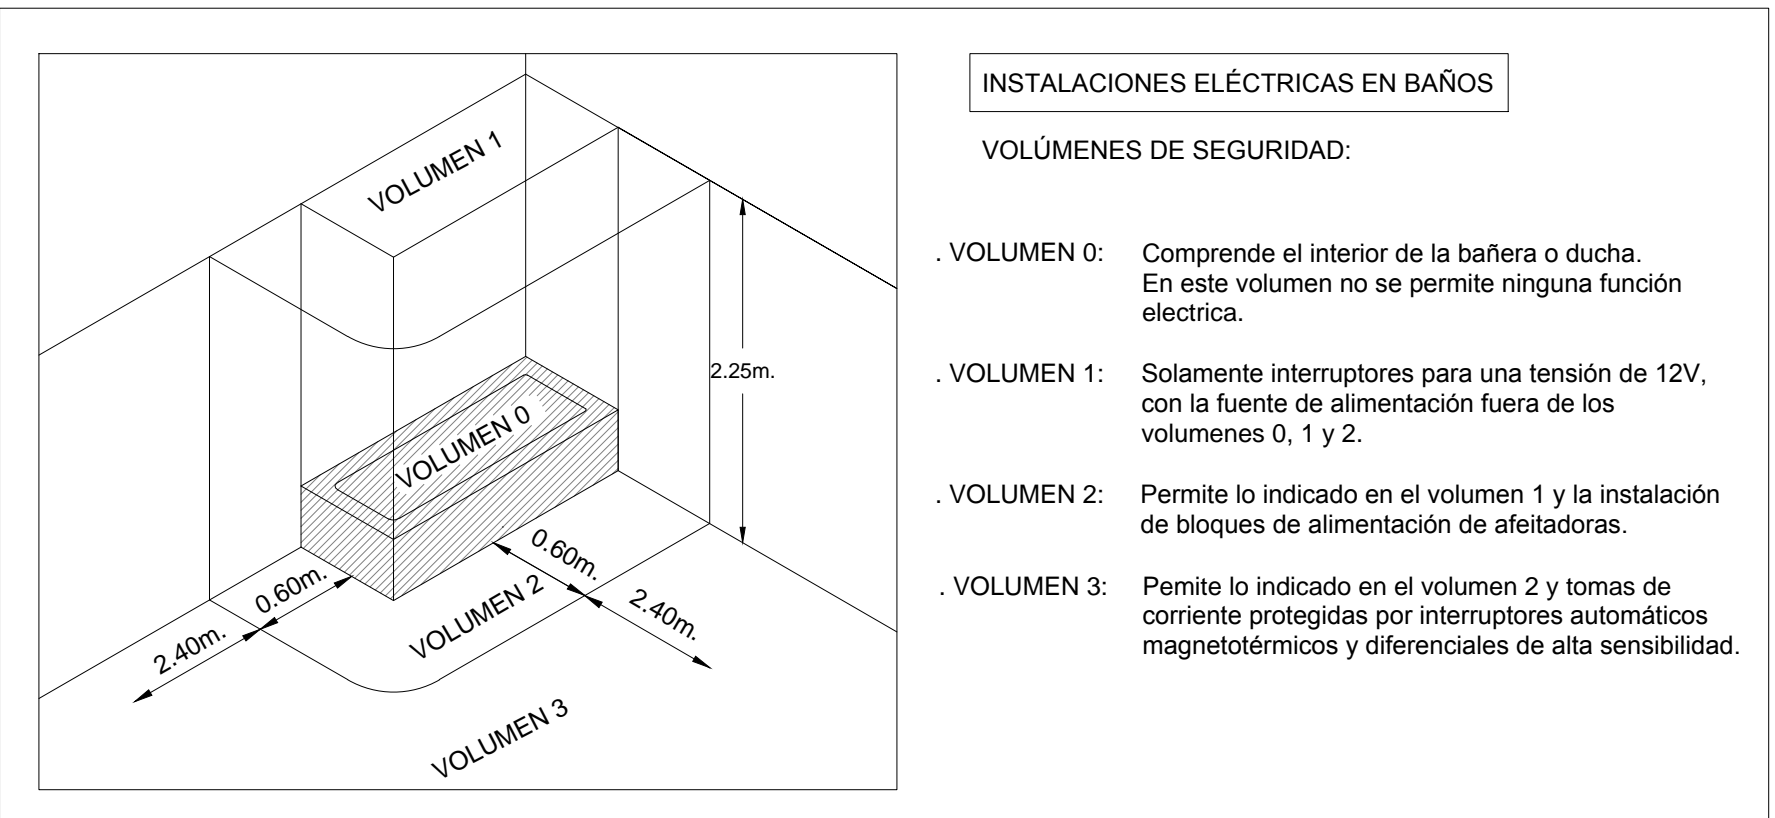 VOLUMEN 1
2.25m.
VOLUMEN 0
0.60m.
0.60m.
VOLUMEN 2
2.40m.
2.40m.
VOLUMEN 3
INSTALACIONES ELÉCTRICAS EN BAÑOS
VOLÚMENES DE SEGURIDAD:
. VOLUMEN 0: Comprende el interior de la bañera o ducha.
En este volumen no se permite ninguna función
electrica.
. VOLUMEN 1: Solamente interruptores para una tensión de 12V,
con la fuente de alimentación fuera de los
volumenes 0, 1 y 2.
. VOLUMEN 2: Permite lo indicado en el volumen 1 y la instalación
de bloques de alimentación de afeitadoras.
. VOLUMEN 3: Pemite lo indicado en el volumen 2 y tomas de
corriente protegidas por interruptores automáticos
magnetotérmicos y diferenciales de alta sensibilidad.